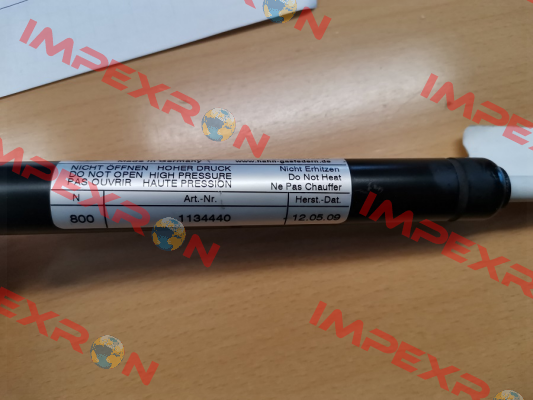 Made in Germany www.hahn-gasfedern.de
NICHT ÖFFNEN HOHER DRUCK Nicht Erhitzen
DO NOT OPEN HIGH PRESSURE Do Not Heat
PAS OUVRIR HAUTE PRESSION Ne Pas Chauffer
N Art.-Nr. Herst.-Dat.
800 1134440 12.05.09
IMPEXRON
IMPEXRON
IMPEXRON
IMPEXRON
IMPEXRON
IMPEXRON